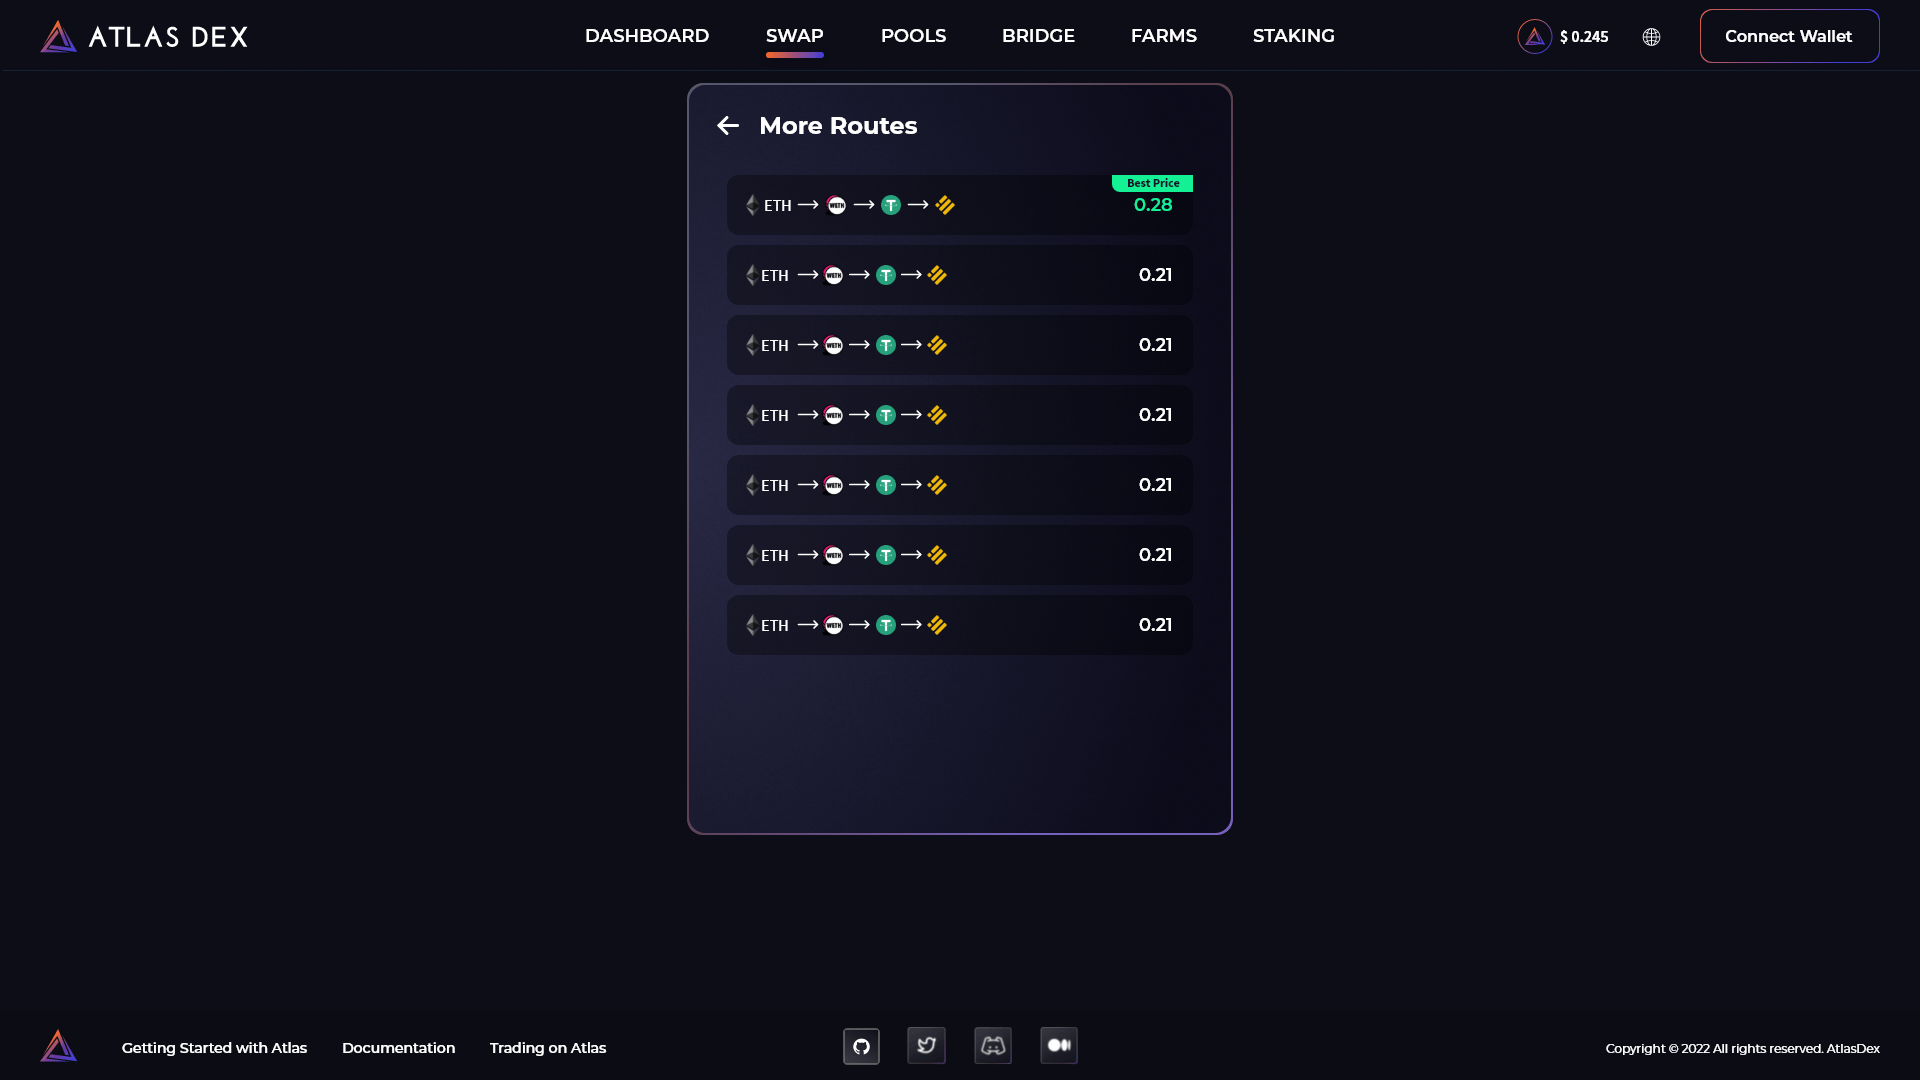 ATLAS DEX
DASHBOARD
SWAP
POOLS
BRIDGE
FARMS
STAKING
$ 0.245
Connect Wallet
More Routes
Best Price
ETH WETH T 0.28
ETH WETH T 0.21
ETH WETH T 0.21
ETH WETH T 0.21
ETH WETH T 0.21
ETH WETH T 0.21
ETH WETH T 0.21
Getting Started with Atlas
Documentation
Trading on Atlas
Copyright © 2022 All rights reserved. AtlasDex